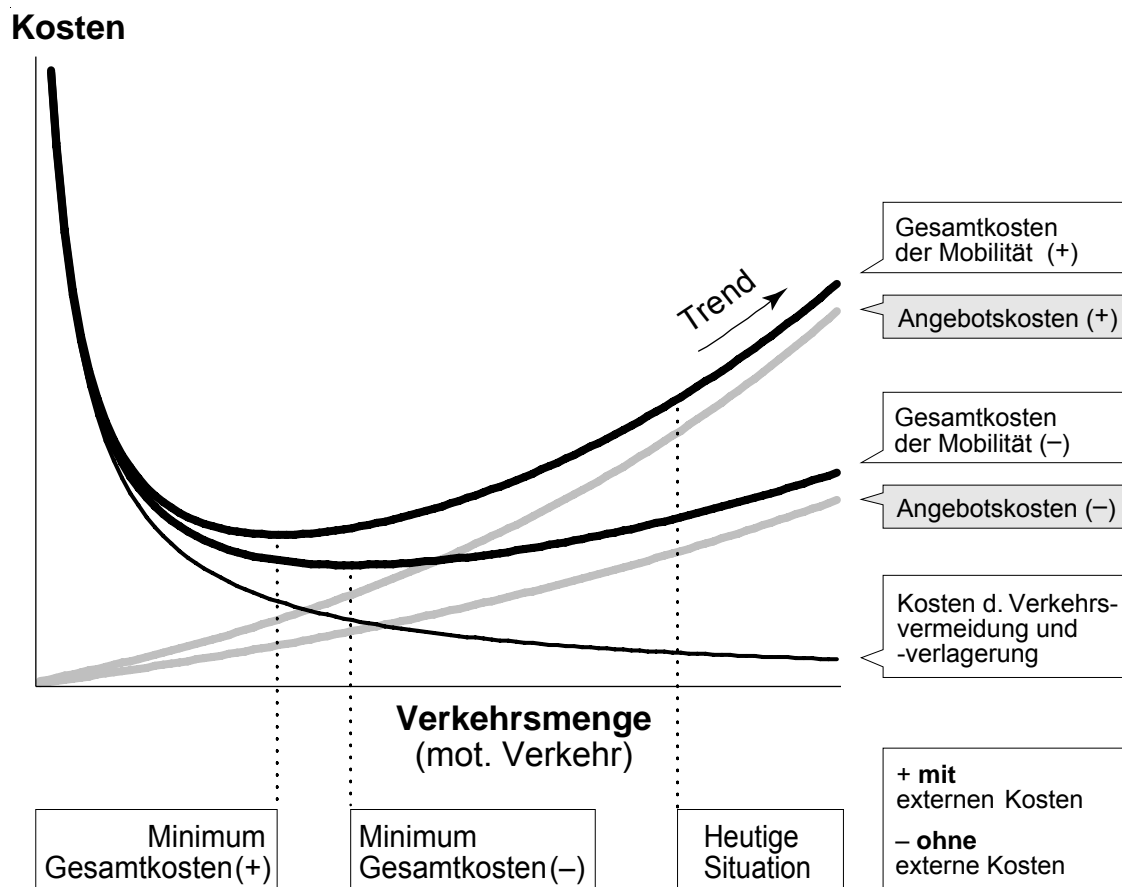 Kosten
Trend
Gesamtkosten
der Mobilität (+)
Angebotskosten (+)
Gesamtkosten
der Mobilität (–)
Angebotskosten (–)
Kosten d. Verkehrs-
vermeidung und
-verlagerung
Verkehrsmenge
(mot. Verkehr)
Minimum
Gesamtkosten (+)
Minimum
Gesamtkosten (–)
Heutige
Situation
+ mit
externen Kosten
– ohne
externe Kosten